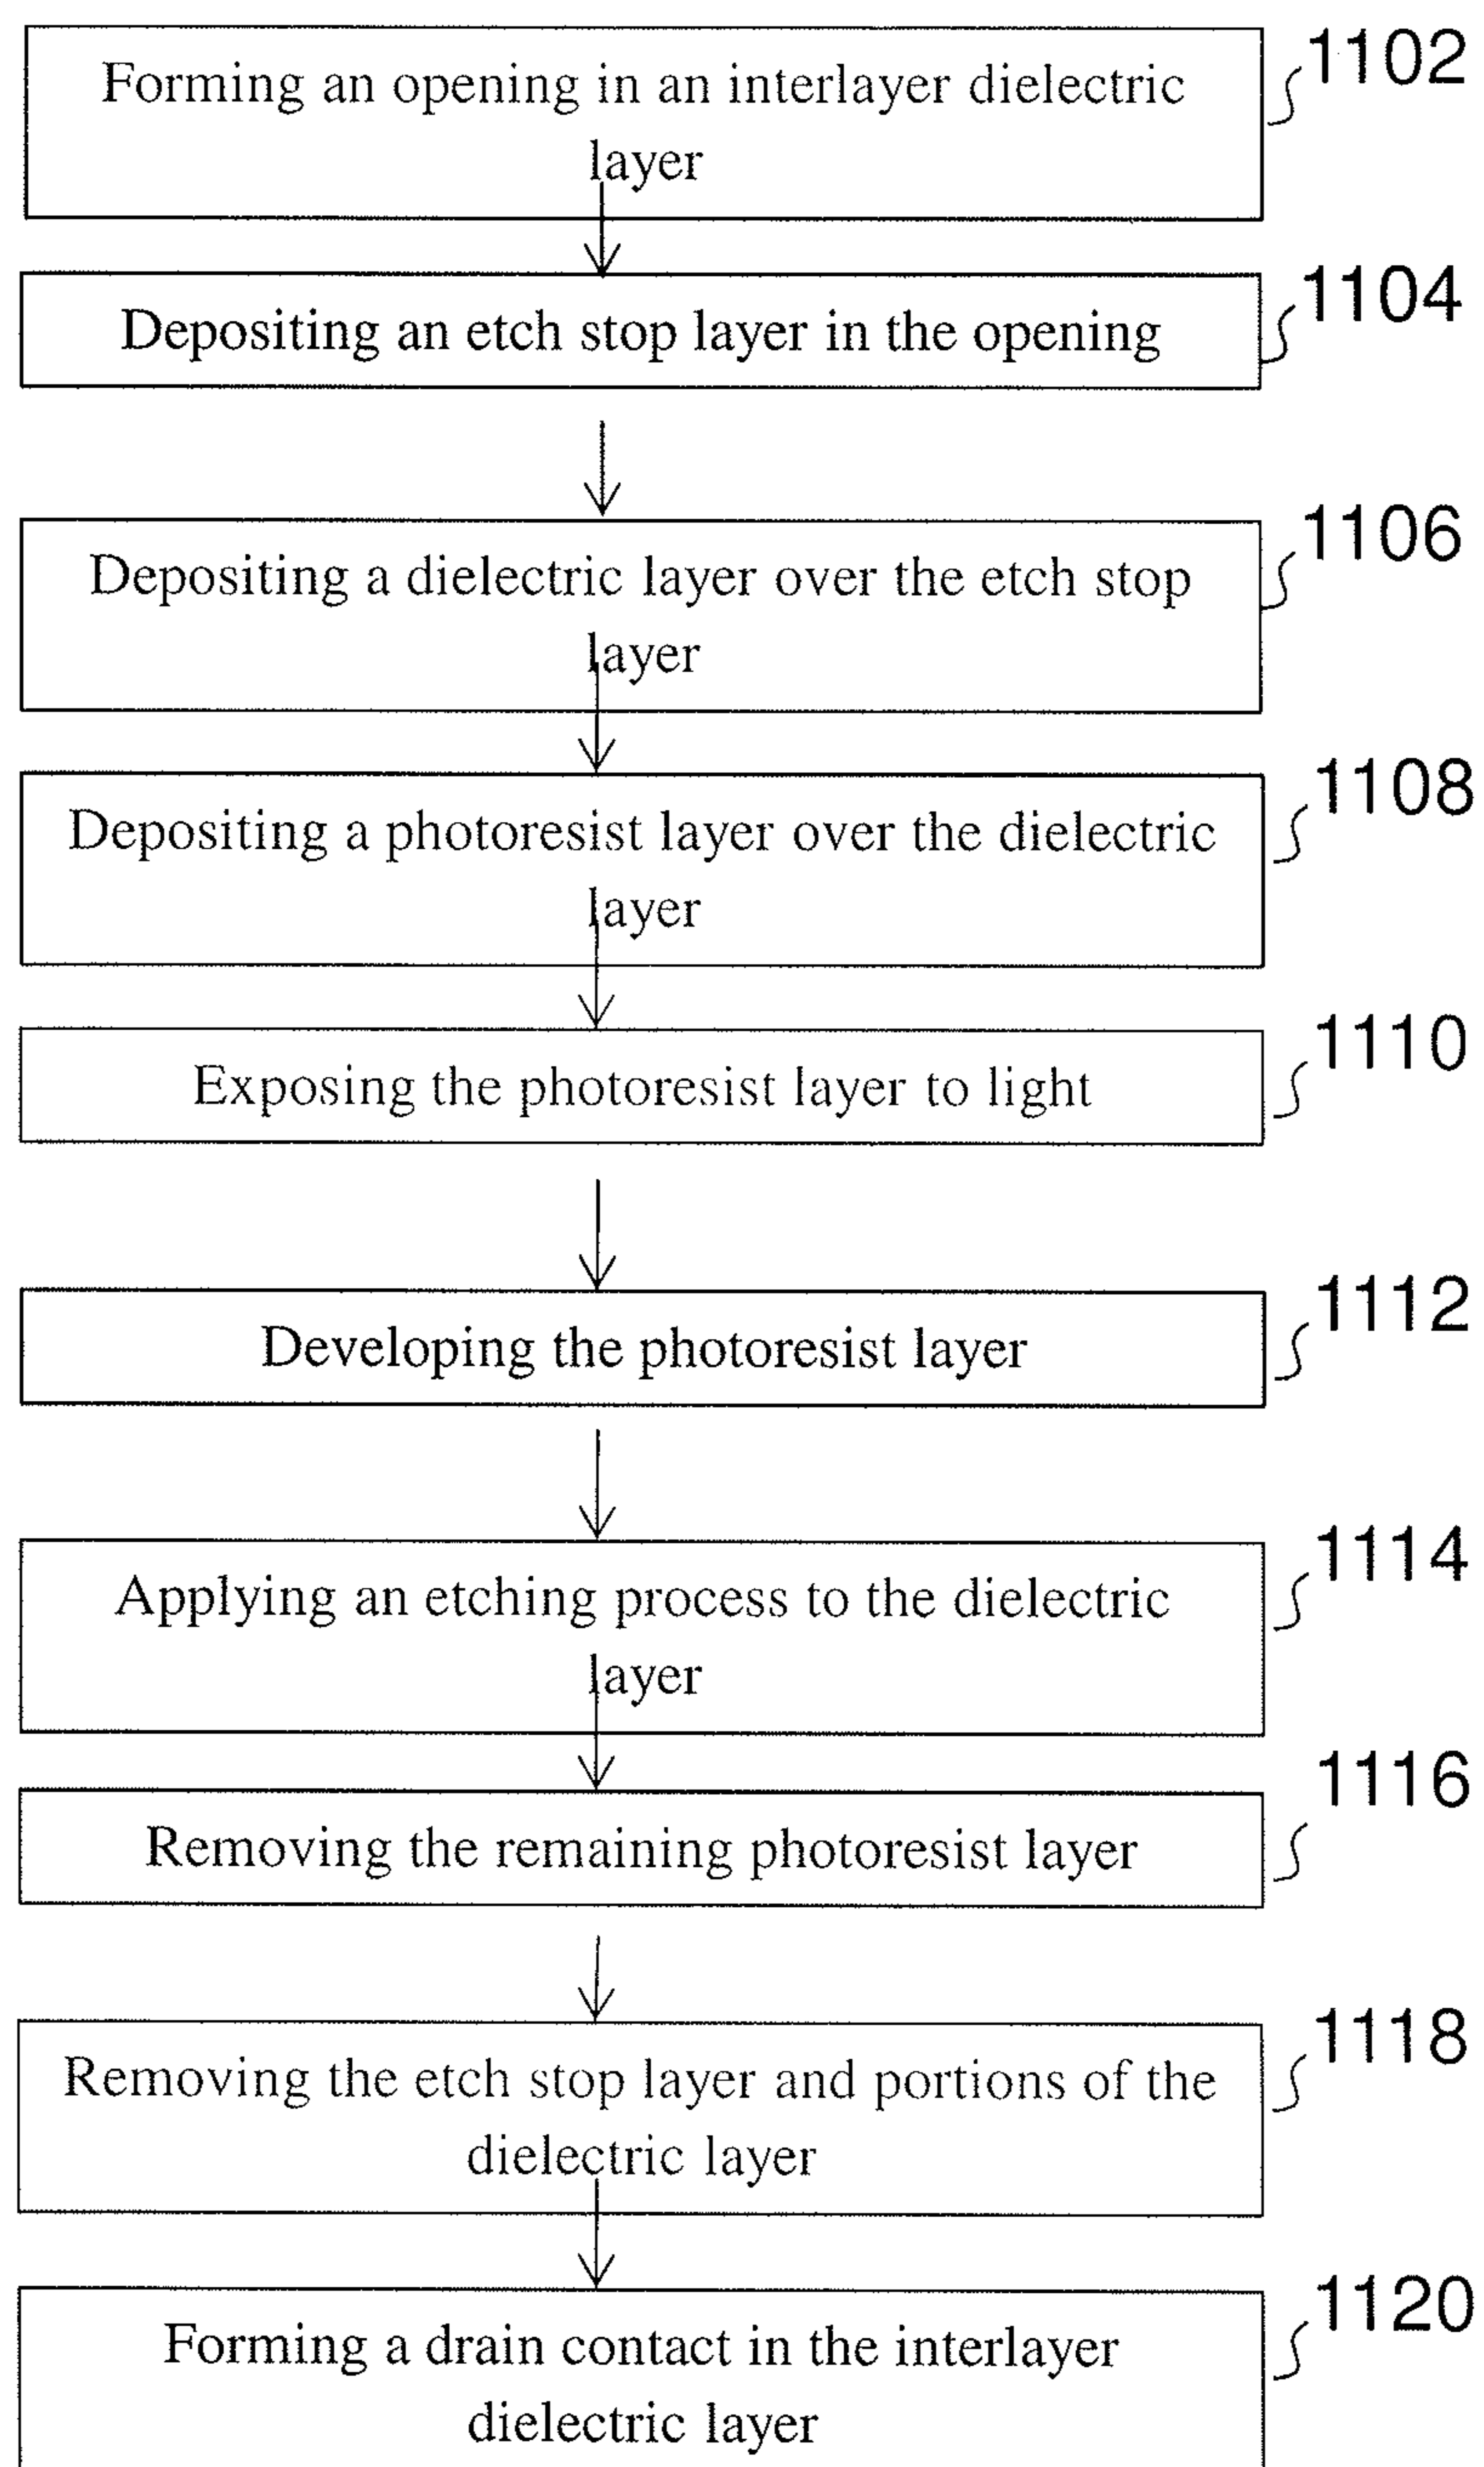 1102
Forming an opening in an interlayer dielectric
layer
1104
Depositing an etch stop layer in the opening
1106
Depositing a dielectric layer over the etch stop
layer
1108
Depositing a photoresist layer over the dielectric
layer
1110
Exposing the photoresist layer to light
1112
Developing the photoresist layer
1114
Applying an etching process to the dielectric
layer
1116
Removing the remaining photoresist layer
1118
Removing the etch stop layer and portions of the
dielectric layer
1120
Forming a drain contact in the interlayer
dielectric layer